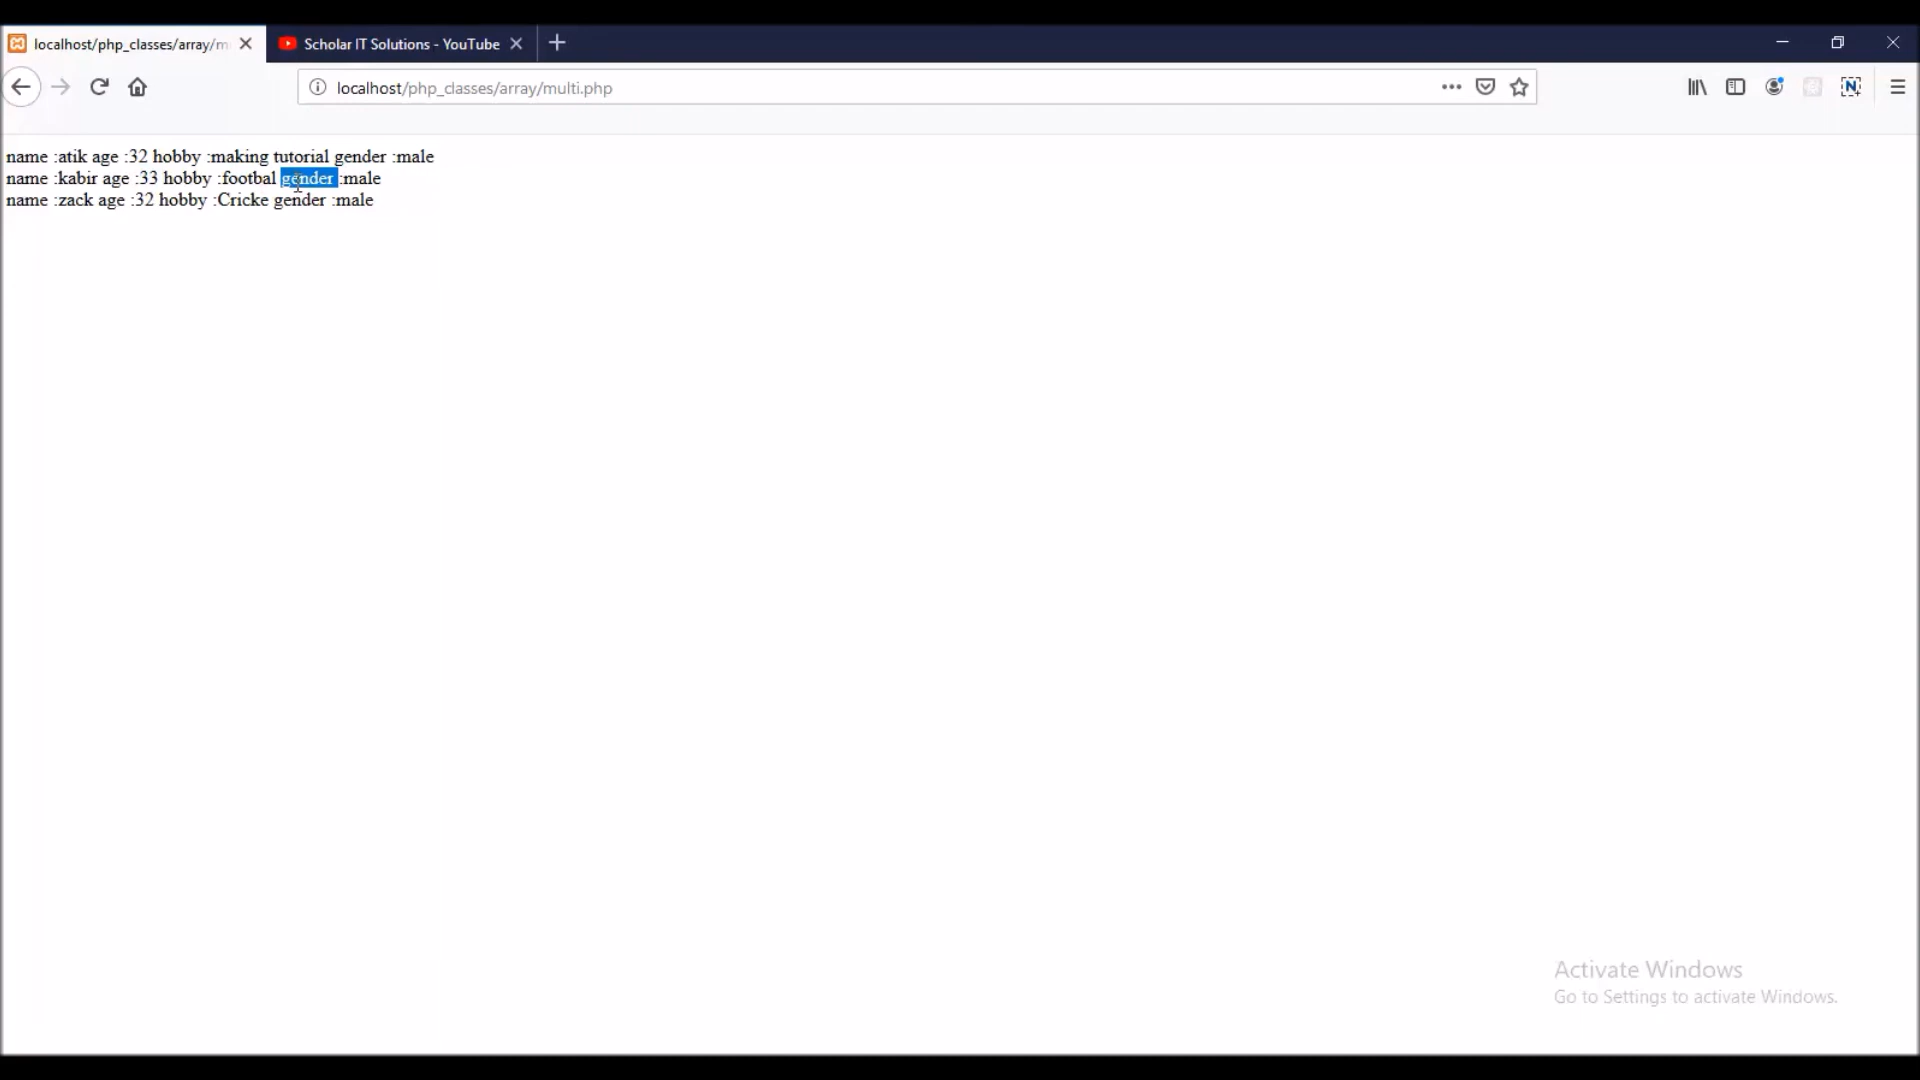 localhost/php_classes/array/m
Scholar IT Solutions - YouTube
localhost/php_classes/array/multi.php
name :atik age :32 hobby :making tutorial gender :male
name :kabir age :33 hobby :footbal gender :male
name :zack age :32 hobby :Cricke gender :male
Activate Windows
Go to Settings to activate Windows.